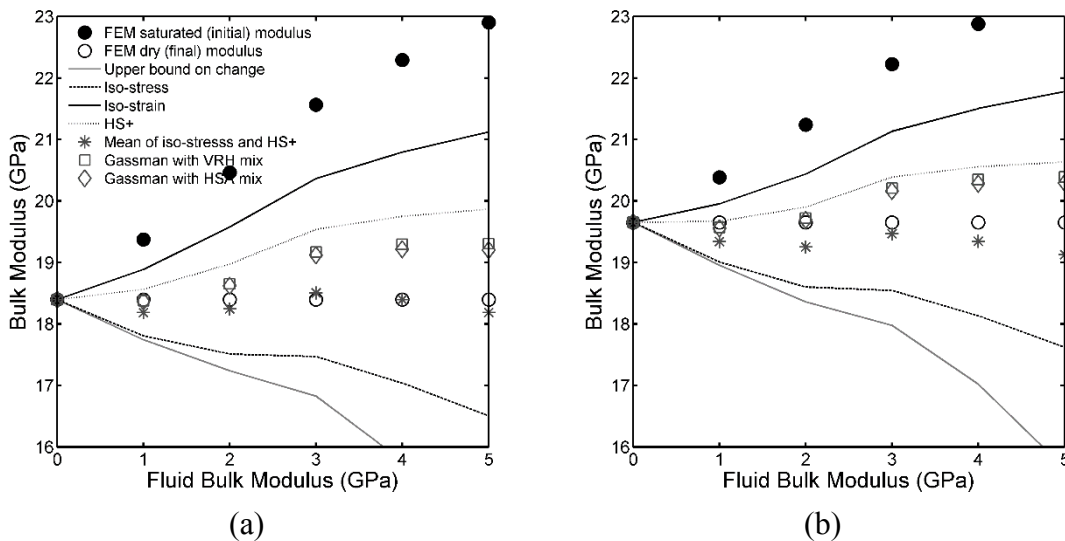 23
22
21
20
19
18
17
16
Bulk Modulus (GPa)
FEM saturated (initial) modulus
FEM dry (final) modulus
Upper bound on change
Iso-stress
Iso-strain
HS+
Mean of iso-stresss and HS+
Gassman with VRH mix
Gassman with HSA mix
0 1 2 3 4 5
Fluid Bulk Modulus (GPa)
(a)
23
22
21
20
19
18
17
16
Bulk Modulus (GPa)
0 1 2 3 4 5
Fluid Bulk Modulus (GPa)
(b)